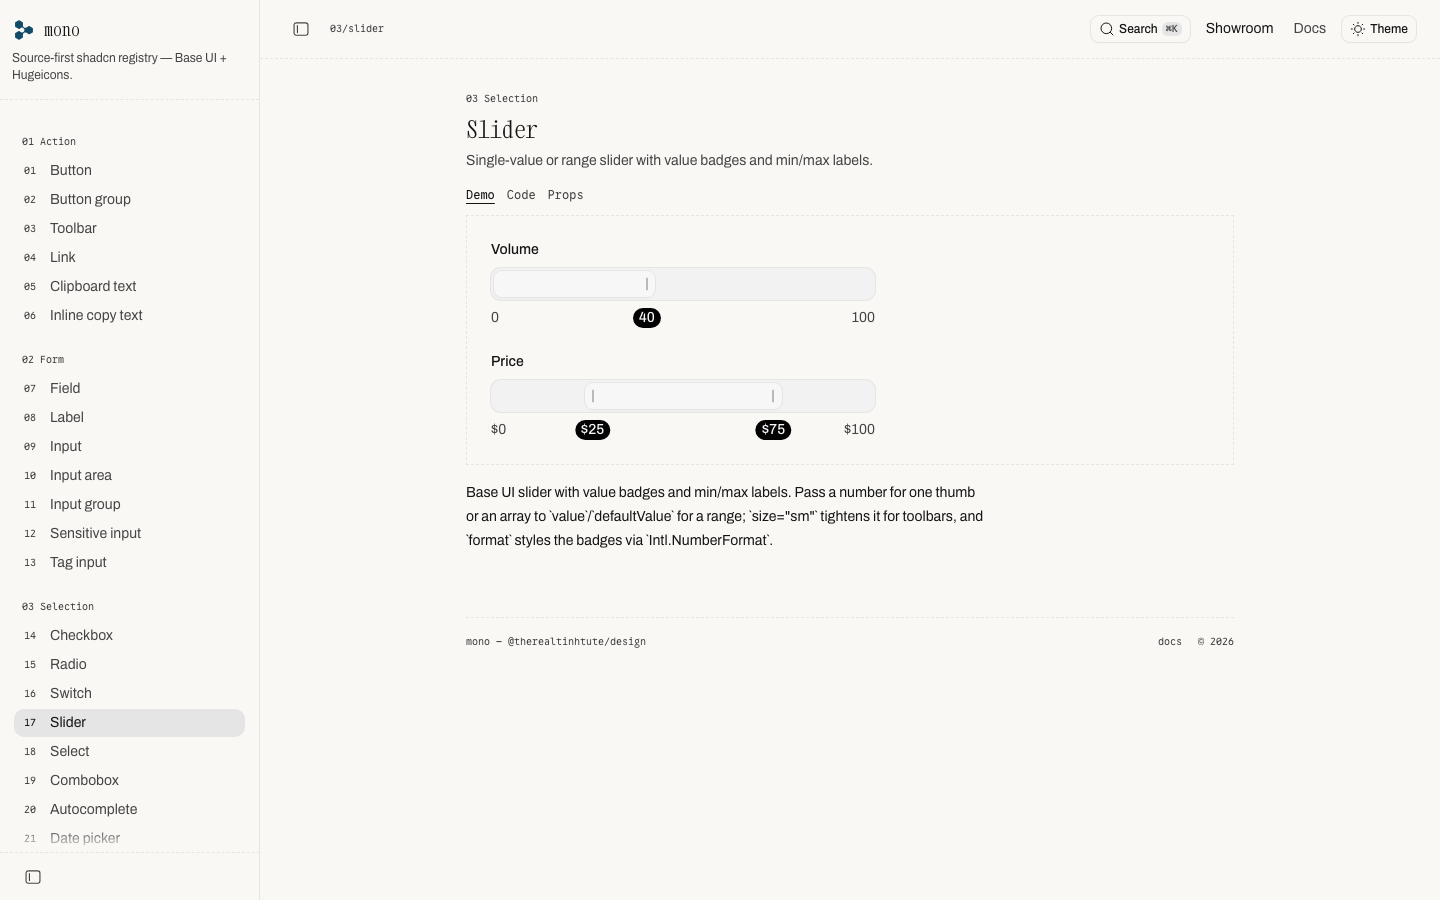 mono
Source-first shadcn registry — Base UI +
Hugeicons.
01 Action
01 Button
02 Button group
03 Toolbar
04 Link
05 Clipboard text
06 Inline copy text
02 Form
07 Field
08 Label
09 Input
10 Input area
11 Input group
12 Sensitive input
13 Tag input
03 Selection
14 Checkbox
15 Radio
16 Switch
17 Slider
18 Select
19 Combobox
20 Autocomplete
21 Date picker
03/slider
Search ⌘K
Showroom
Docs
Theme
03 Selection
Slider
Single-value or range slider with value badges and min/max labels.
Demo Code Props
Volume
0 40 100
Price
$0 $25 $75 $100
Base UI slider with value badges and min/max labels. Pass a number for one thumb
or an array to `value`/`defaultValue` for a range; `size="sm"` tightens it for toolbars, and
`format` styles the badges via `Intl.NumberFormat`.
mono — @therealtinhtute/design
docs © 2026